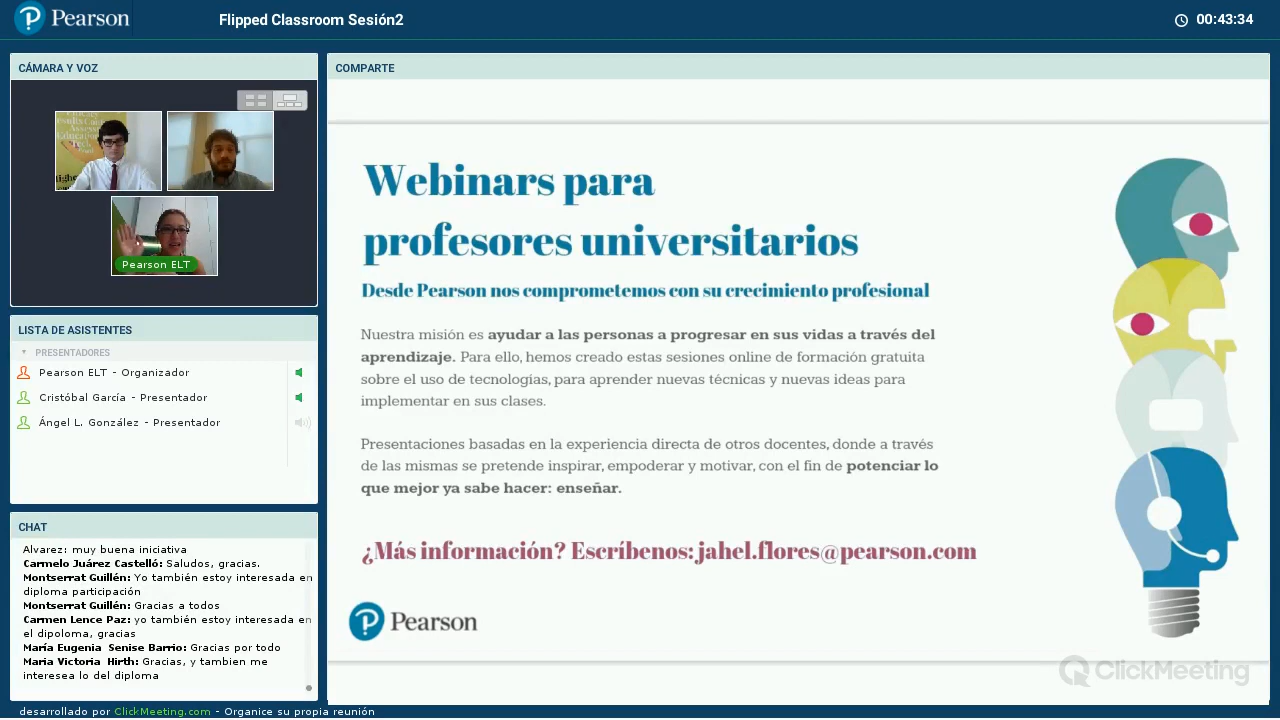 Pearson
Flipped Classroom Sesión2
00:43:34
CÁMARA Y VOZ
Pearson ELT
LISTA DE ASISTENTES
PRESENTADORES
Pearson ELT - Organizador
Cristóbal García - Presentador
Ángel L. González - Presentador
CHAT
Alvarez: muy buena iniciativa
Carmelo Juárez Castelló: Saludos, gracias.
Montserrat Guillén: Yo también estoy interesada en
diploma participación
Montserrat Guillén: Gracias a todos
Carmen Lence Paz: yo también estoy interesada en
el dipoloma, gracias
María Eugenia Senise Barrio: Gracias por todo
Maria Victoria Hirth: Gracias, y tambien me
interesea lo del diploma
COMPARTE
Webinars para
profesores universitarios
Desde Pearson nos comprometemos con su crecimiento profesional
Nuestra misión es ayudar a las personas a progresar en sus vidas a través del
aprendizaje. Para ello, hemos creado estas sesiones online de formación gratuita
sobre el uso de tecnologías, para aprender nuevas técnicas y nuevas ideas para
implementar en sus clases.
Presentaciones basadas en la experiencia directa de otros docentes, donde a través
de las mismas se pretende inspirar, empoderar y motivar, con el fin de potenciar lo
que mejor ya sabe hacer: enseñar.
¿Más información? Escríbenos: jahel.flores@pearson.com
Pearson
ClickMeeting
desarrollado por ClickMeeting.com - Organice su propia reunión